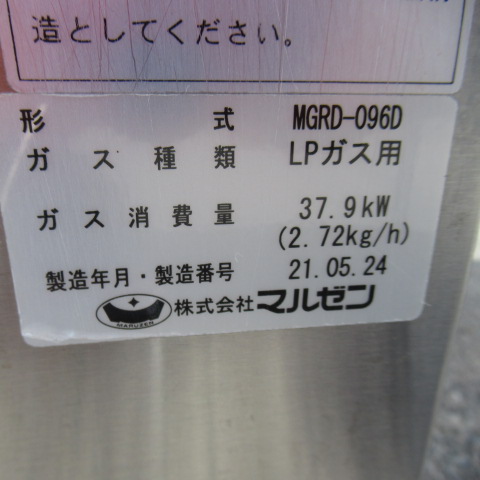 造としてください。
形式 MGRD-096D
ガス種類 LPガス用
ガス消費量 37.9kW
(2.72kg/h)
製造年月・製造番号 21.05.24
MARUZEN 株式会社マルゼン